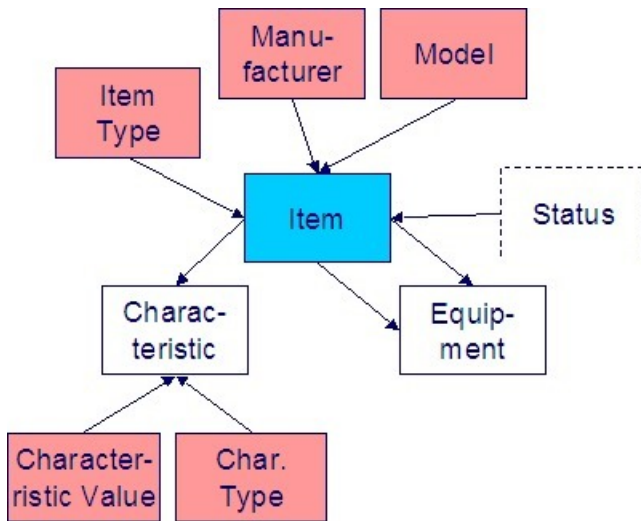 Manu-
facturer
Model
Item
Type
Item
Status
Charac-
teristic
Equip-
ment
Character-
ristic Value
Char.
Type